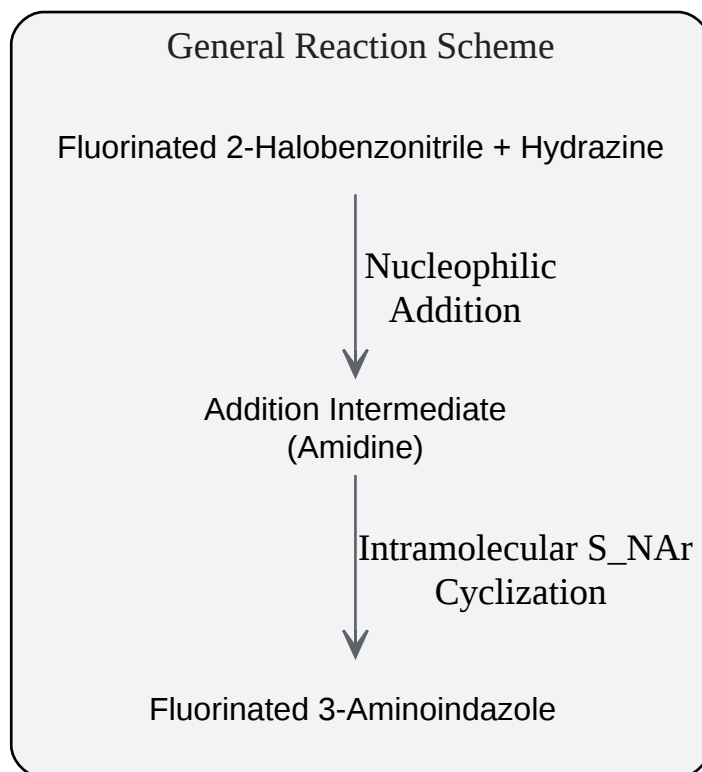 General Reaction Scheme
Fluorinated 2-Halobenzonitrile + Hydrazine
Nucleophilic
Addition
Addition Intermediate
(Amidine)
Intramolecular S_NAr
Cyclization
Fluorinated 3-Aminoindazole